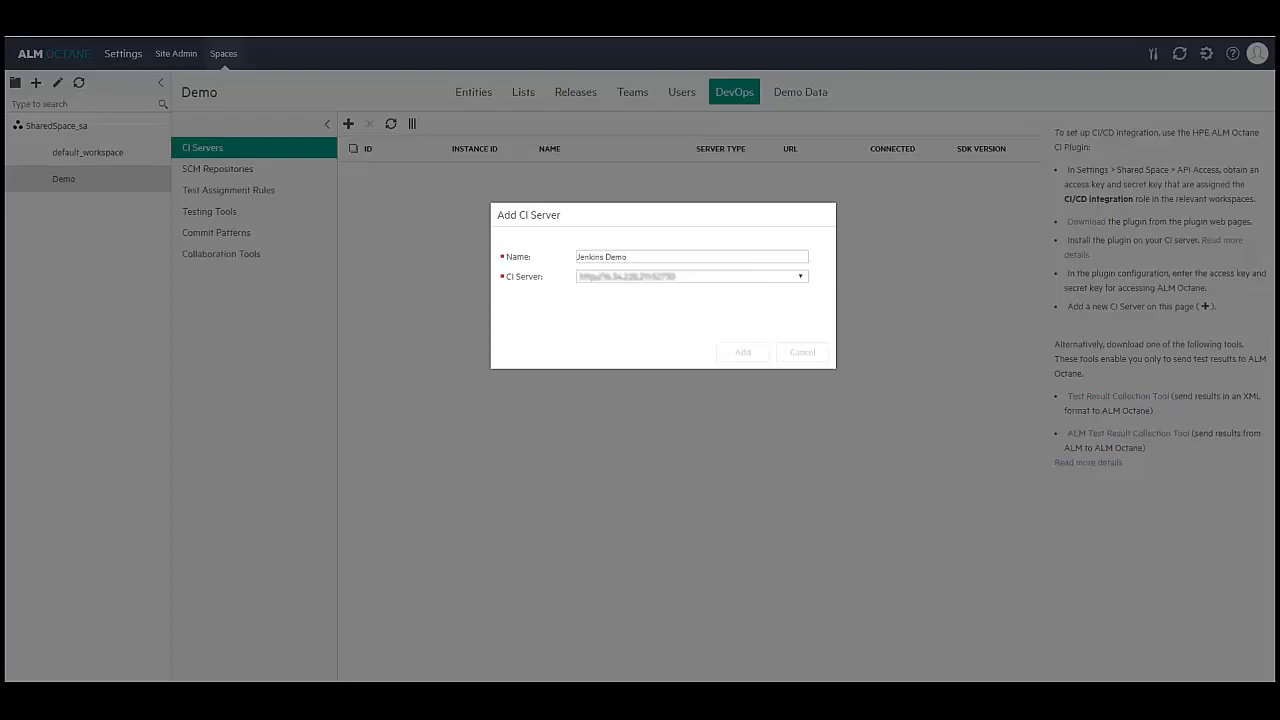 ALM OCTANE Settings Site Admin Spaces
Type to search
SharedSpace_sa
default_workspace
Demo
Demo
Entities Lists Releases Teams Users DevOps Demo Data
CI Servers
SCM Repositories
Test Assignment Rules
Testing Tools
Commit Patterns
Collaboration Tools
ID INSTANCE ID NAME SERVER TYPE URL CONNECTED SDK VERSION
Add CI Server
Name: Jenkins Demo
CI Server:
Add Cancel
To set up CI/CD integration, use the HPE ALM Octane
CI Plugin:
• In Settings > Shared Space > API Access, obtain an
access key and secret key that are assigned the
CI/CD integration role in the relevant workspaces.
• Download the plugin from the plugin web pages.
• Install the plugin on your CI server. Read more
details
• In the plugin configuration, enter the access key and
secret key for accessing ALM Octane.
• Add a new CI Server on this page ( + ).
Alternatively, download one of the following tools.
These tools enable you only to send test results to ALM
Octane.
• Test Result Collection Tool (send results in an XML
format to ALM Octane)
• ALM Test Result Collection Tool (send results from
ALM to ALM Octane)
Read more details